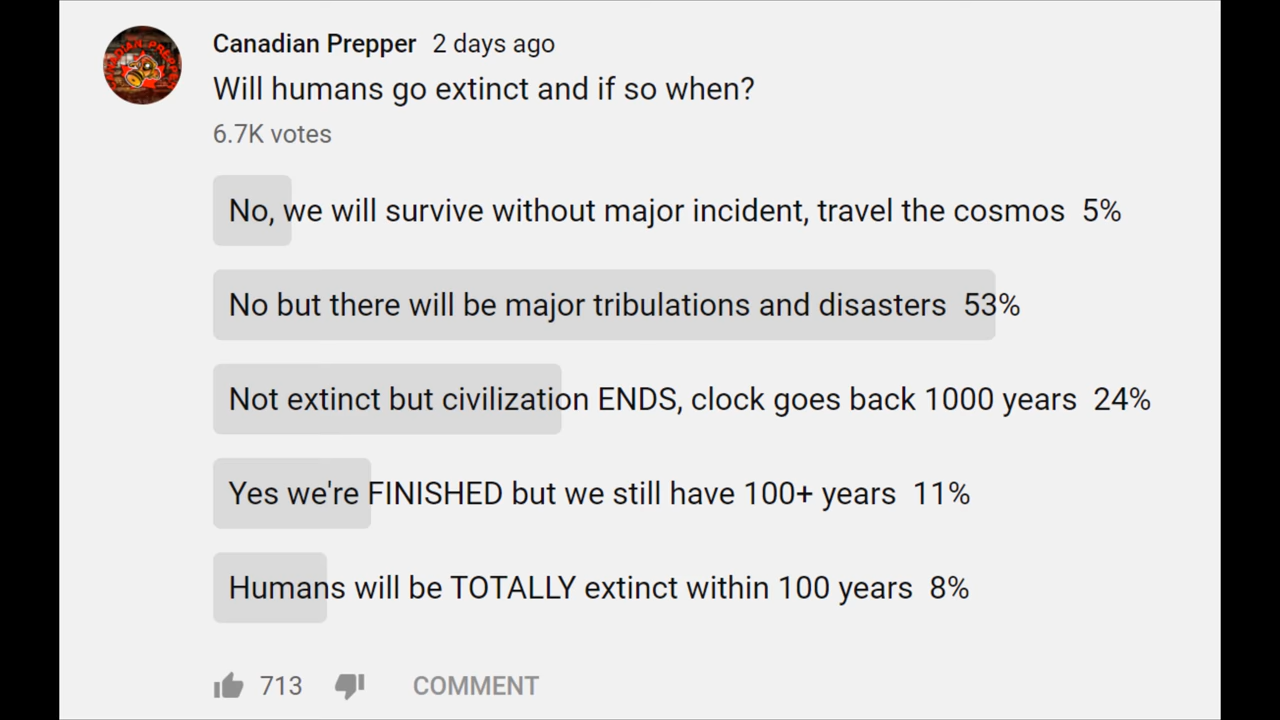 Canadian Prepper 2 days ago
Will humans go extinct and if so when?
6.7K votes
No, we will survive without major incident, travel the cosmos 5%
No but there will be major tribulations and disasters 53%
Not extinct but civilization ENDS, clock goes back 1000 years 24%
Yes we're FINISHED but we still have 100+ years 11%
Humans will be TOTALLY extinct within 100 years 8%
713 COMMENT